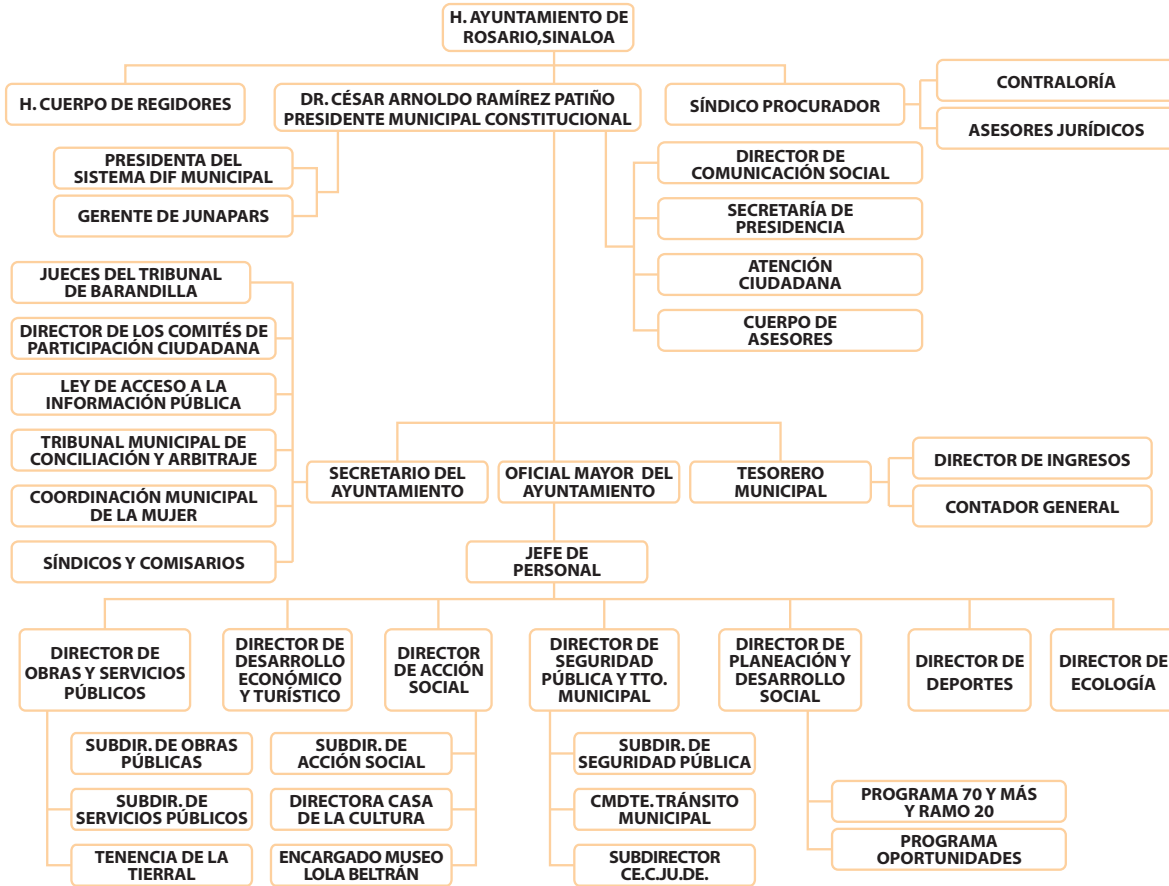 H. AYUNTAMIENTO DE
ROSARIO,SINALOA
H. CUERPO DE REGIDORES
DR. CÉSAR ARNOLDO RAMÍREZ PATIÑO
PRESIDENTE MUNICIPAL CONSTITUCIONAL
SÍNDICO PROCURADOR
CONTRALORÍA
ASESORES JURÍDICOS
PRESIDENTA DEL
SISTEMA DIF MUNICIPAL
GERENTE DE JUNAPARS
DIRECTOR DE
COMUNICACIÓN SOCIAL
SECRETARÍA DE
PRESIDENCIA
ATENCIÓN
CIUDADANA
CUERPO DE
ASESORES
JUECES DEL TRIBUNAL
DE BARANDILLA
DIRECTOR DE LOS COMITÉS DE
PARTICIPACIÓN CIUDADANA
LEY DE ACCESO A LA
INFORMACIÓN PÚBLICA
TRIBUNAL MUNICIPAL DE
CONCILIACIÓN Y ARBITRAJE
COORDINACIÓN MUNICIPAL
DE LA MUJER
SÍNDICOS Y COMISARIOS
SECRETARIO DEL
AYUNTAMIENTO
OFICIAL MAYOR DEL
AYUNTAMIENTO
TESORERO
MUNICIPAL
DIRECTOR DE INGRESOS
CONTADOR GENERAL
JEFE DE
PERSONAL
DIRECTOR DE
OBRAS Y SERVICIOS
PÚBLICOS
DIRECTOR DE
DESARROLLO
ECONÓMICO
Y TURÍSTICO
DIRECTOR
DE ACCIÓN
SOCIAL
DIRECTOR DE
SEGURIDAD
PÚBLICA Y TTO.
MUNICIPAL
DIRECTOR DE
PLANEACIÓN Y
DESARROLLO
SOCIAL
DIRECTOR DE
DEPORTES
DIRECTOR DE
ECOLOGÍA
SUBDIR. DE OBRAS
PÚBLICAS
SUBDIR. DE
SERVICIOS PÚBLICOS
TENENCIA DE LA
TIERRAL
SUBDIR. DE
ACCIÓN SOCIAL
DIRECTORA CASA
DE LA CULTURA
ENCARGADO MUSEO
LOLA BELTRÁN
SUBDIR. DE
SEGURIDAD PÚBLICA
CMDTE. TRÁNSITO
MUNICIPAL
SUBDIRECTOR
CE.C.JU.DE.
PROGRAMA 70 Y MÁS
Y RAMO 20
PROGRAMA
OPORTUNIDADES